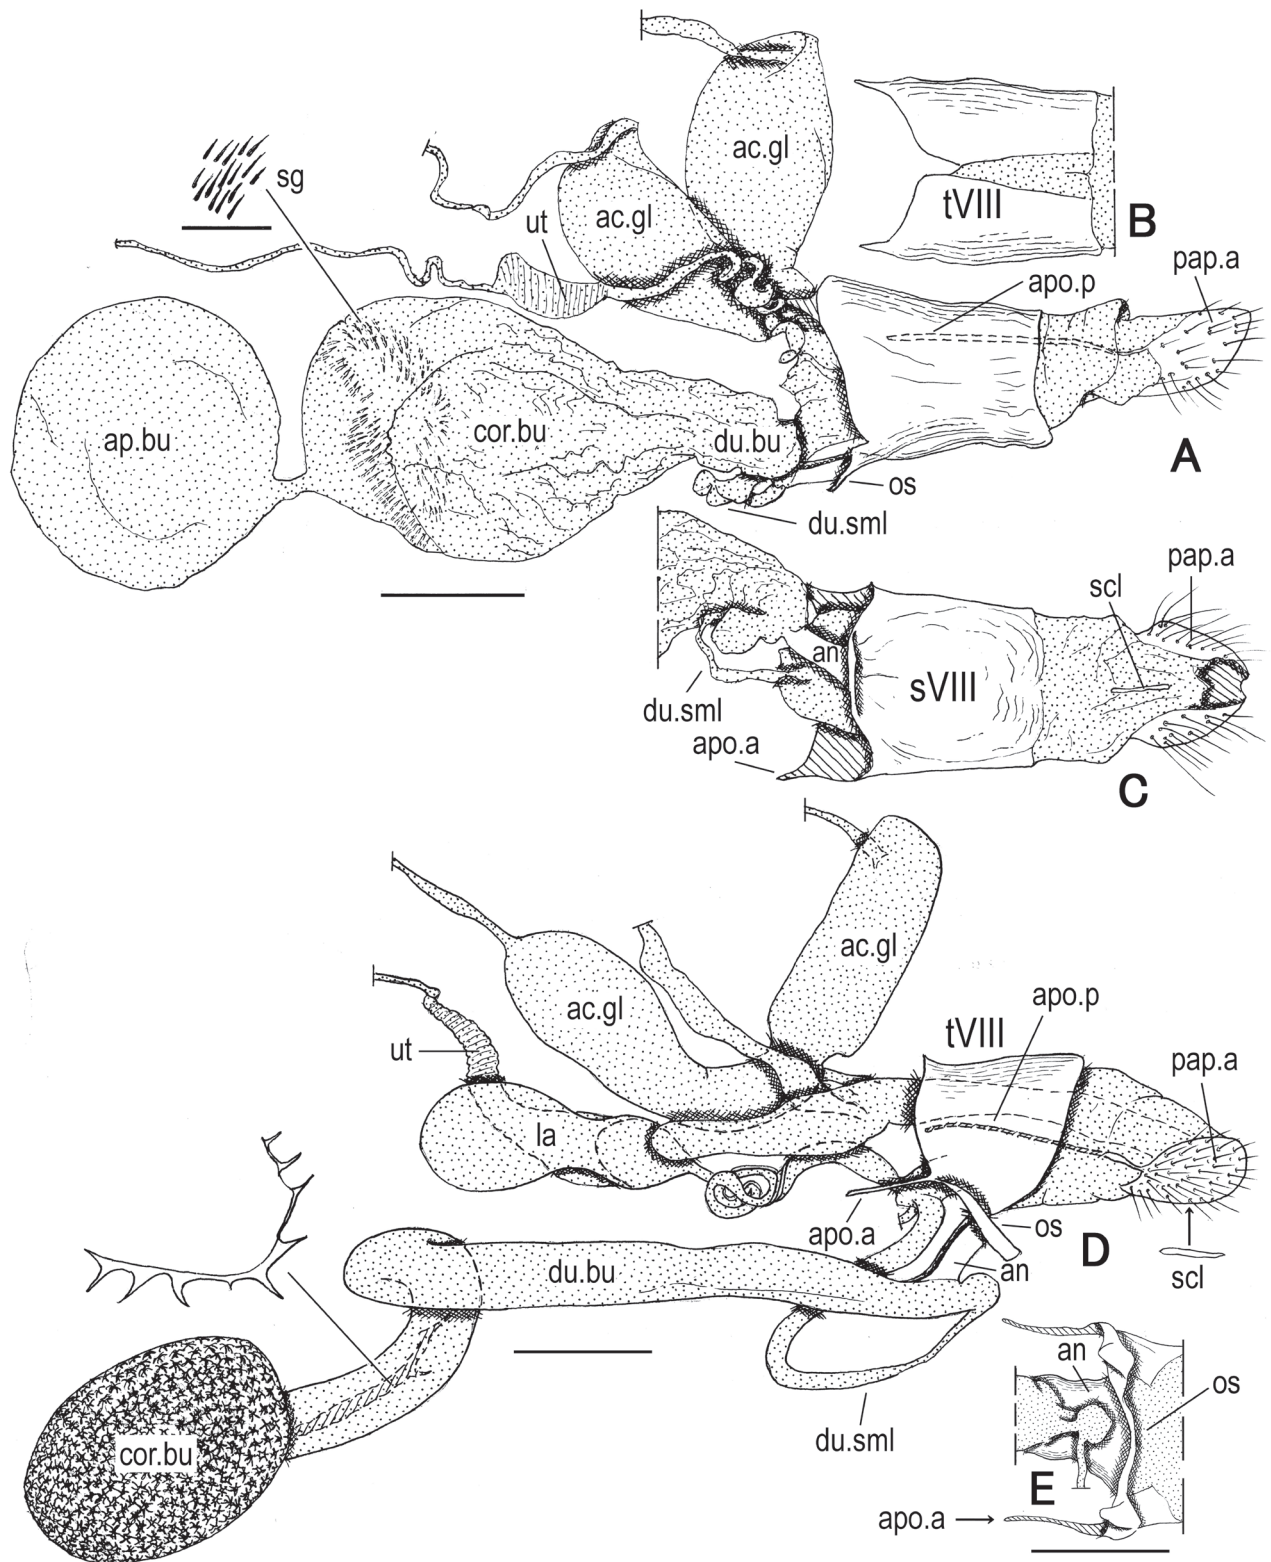 ac.gl
sg
ac.gl
ut
tVIII
B
pap.a
apo.p
ap.bu
cor.bu
du.bu
A
os
du.sml
pap.a
scl
an
sVIII
du.sml
apo.a
C
ac.gl
ac.gl
apo.p
tVIII
ut
pap.a
la
apo.a
os
D
du.bu
an
scl
an
os
du.sml
cor.bu
E
apo.a